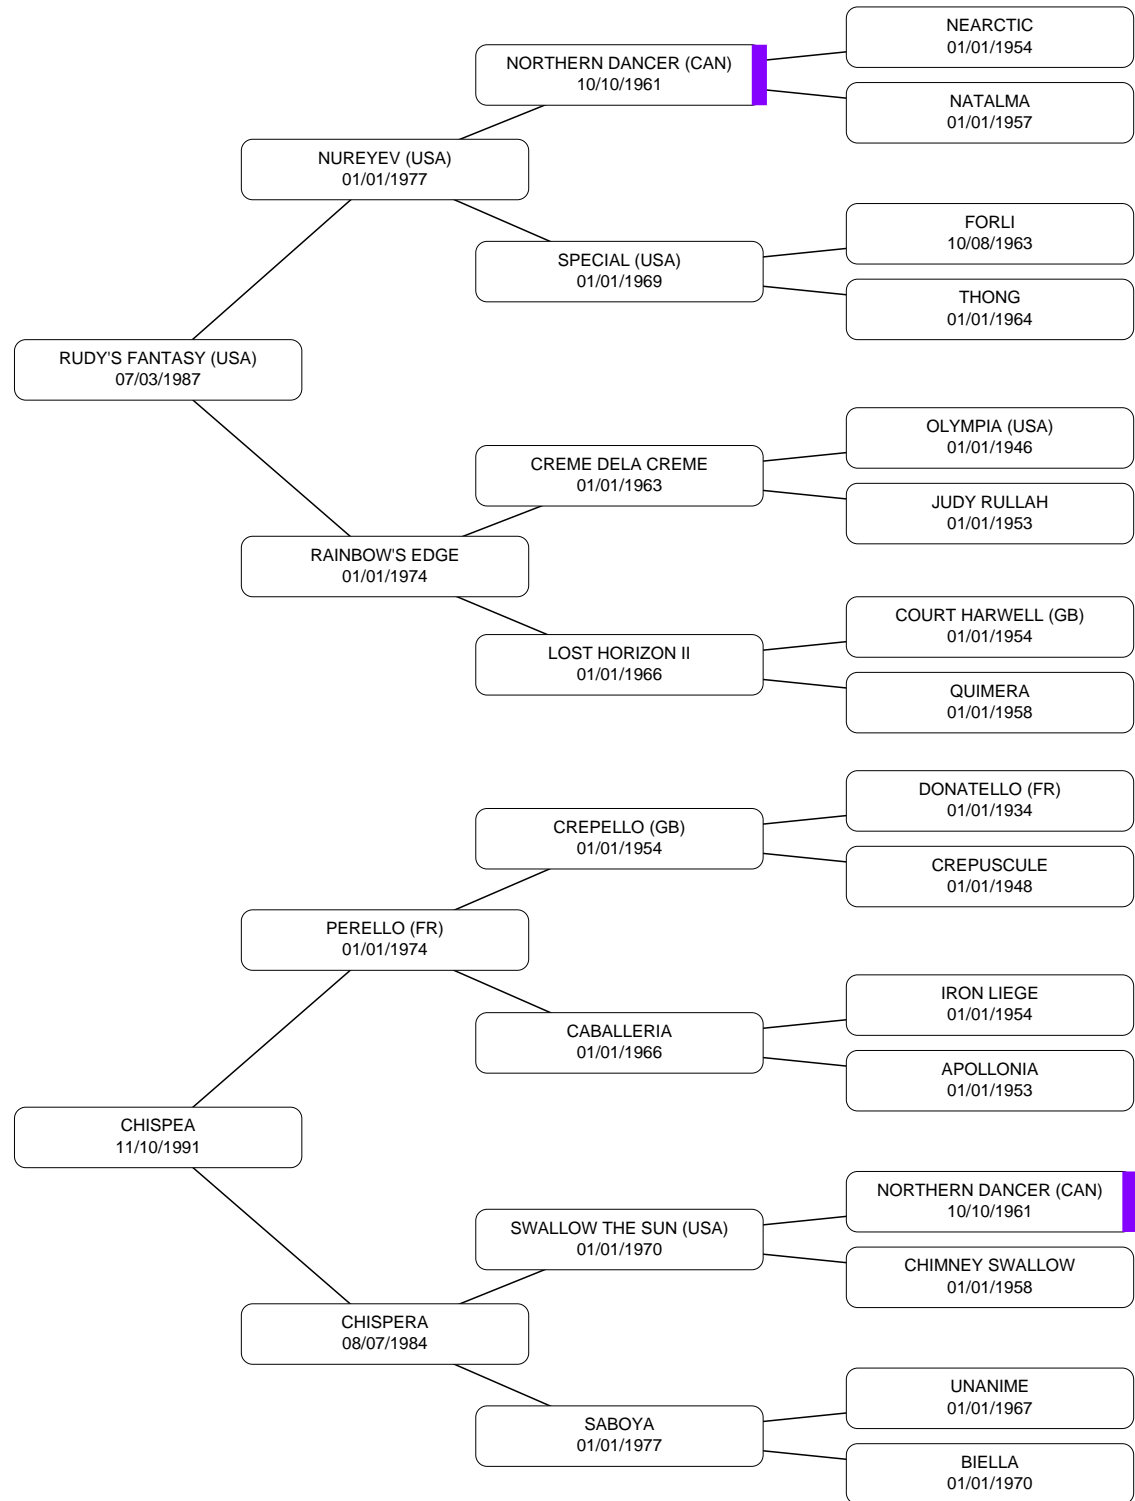 NEARCTIC
01/01/1954
NORTHERN DANCER (CAN)
10/10/1961
NATALMA
01/01/1957
NUREYEV (USA)
01/01/1977
FORLI
10/08/1963
SPECIAL (USA)
01/01/1969
THONG
01/01/1964
RUDY'S FANTASY (USA)
07/03/1987
OLYMPIA (USA)
01/01/1946
CREME DELA CREME
01/01/1963
JUDY RULLAH
01/01/1953
RAINBOW'S EDGE
01/01/1974
COURT HARWELL (GB)
01/01/1954
LOST HORIZON II
01/01/1966
QUIMERA
01/01/1958
DONATELLO (FR)
01/01/1934
CREPELLO (GB)
01/01/1954
CREPUSCULE
01/01/1948
PERELLO (FR)
01/01/1974
IRON LIEGE
01/01/1954
CABALLERIA
01/01/1966
APOLLONIA
01/01/1953
CHISPEA
11/10/1991
NORTHERN DANCER (CAN)
10/10/1961
SWALLOW THE SUN (USA)
01/01/1970
CHIMNEY SWALLOW
01/01/1958
CHISPERA
08/07/1984
UNANIME
01/01/1967
SABOYA
01/01/1977
BIELLA
01/01/1970